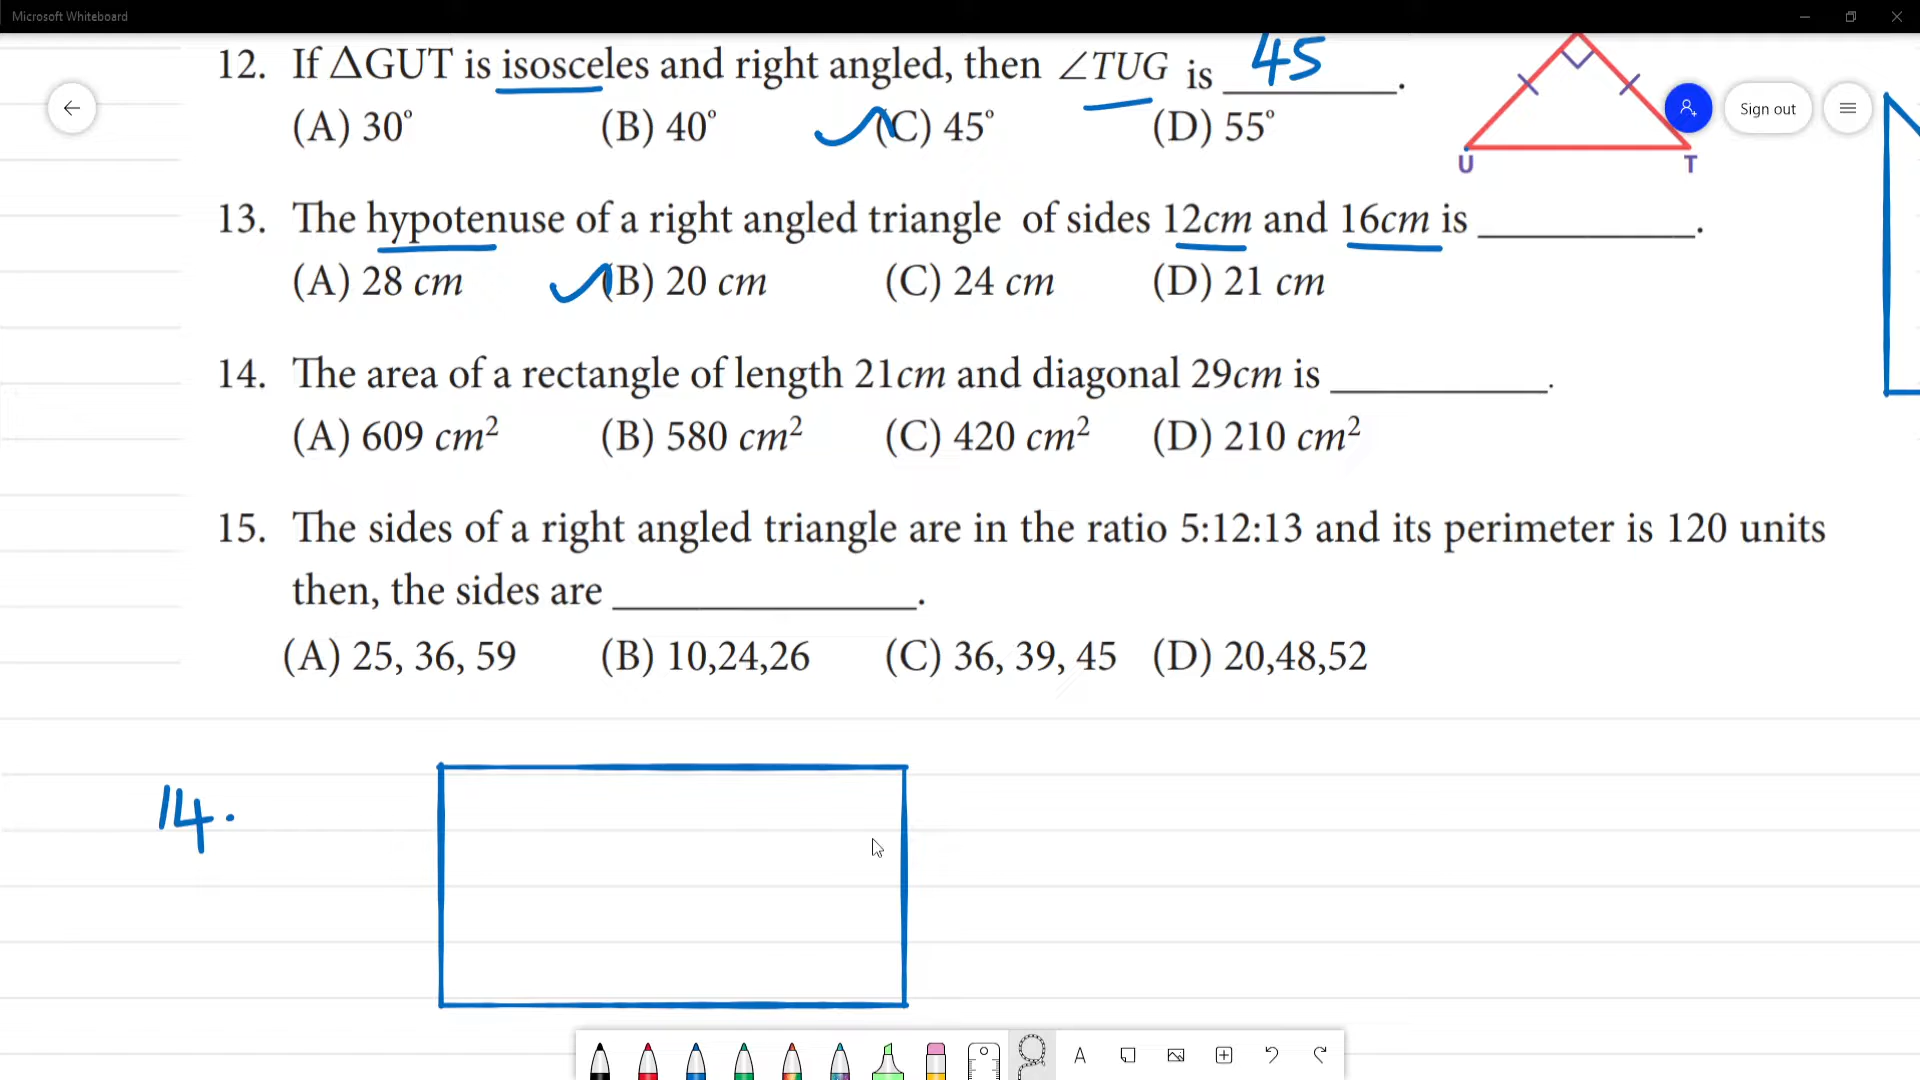 Microsoft Whiteboard
12. If ΔGUT is isosceles and right angled, then ∠TUG is 45.
(A) 30° (B) 40° (C) 45° (D) 55°
Sign out
U T
13. The hypotenuse of a right angled triangle of sides 12cm and 16cm is ____________.
(A) 28 cm (B) 20 cm (C) 24 cm (D) 21 cm
14. The area of a rectangle of length 21cm and diagonal 29cm is ____________.
(A) 609 cm² (B) 580 cm² (C) 420 cm² (D) 210 cm²
15. The sides of a right angled triangle are in the ratio 5:12:13 and its perimeter is 120 units
then, the sides are ________________.
(A) 25, 36, 59 (B) 10,24,26 (C) 36, 39, 45 (D) 20,48,52
14.
A